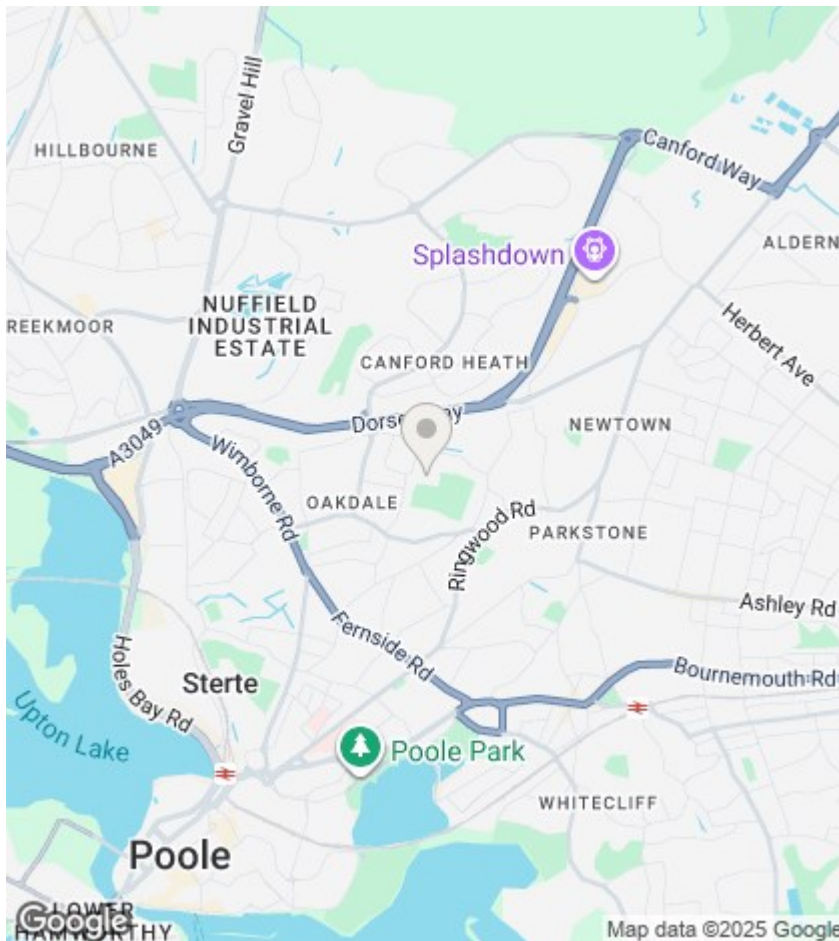 Gravel Hill
Canford Way
HILLBOURNE
Splashdown
ALDERN
NUFFIELD
INDUSTRIAL
ESTATE
REEKMOOR
Herbert Ave
CANFORD HEATH
A3049
NEWTOWN
Wimborne Rd
OAKDALE
Ringwood Rd
PARKSTONE
Ashley Rd
Fernside Rd
Holes Bay Rd
Sterte
Bournemouth Rd
Upton Lake
Poole Park
WHITECLIFF
Poole
LOWER
HAMWORTHY
Google
Map data ©2025 Google